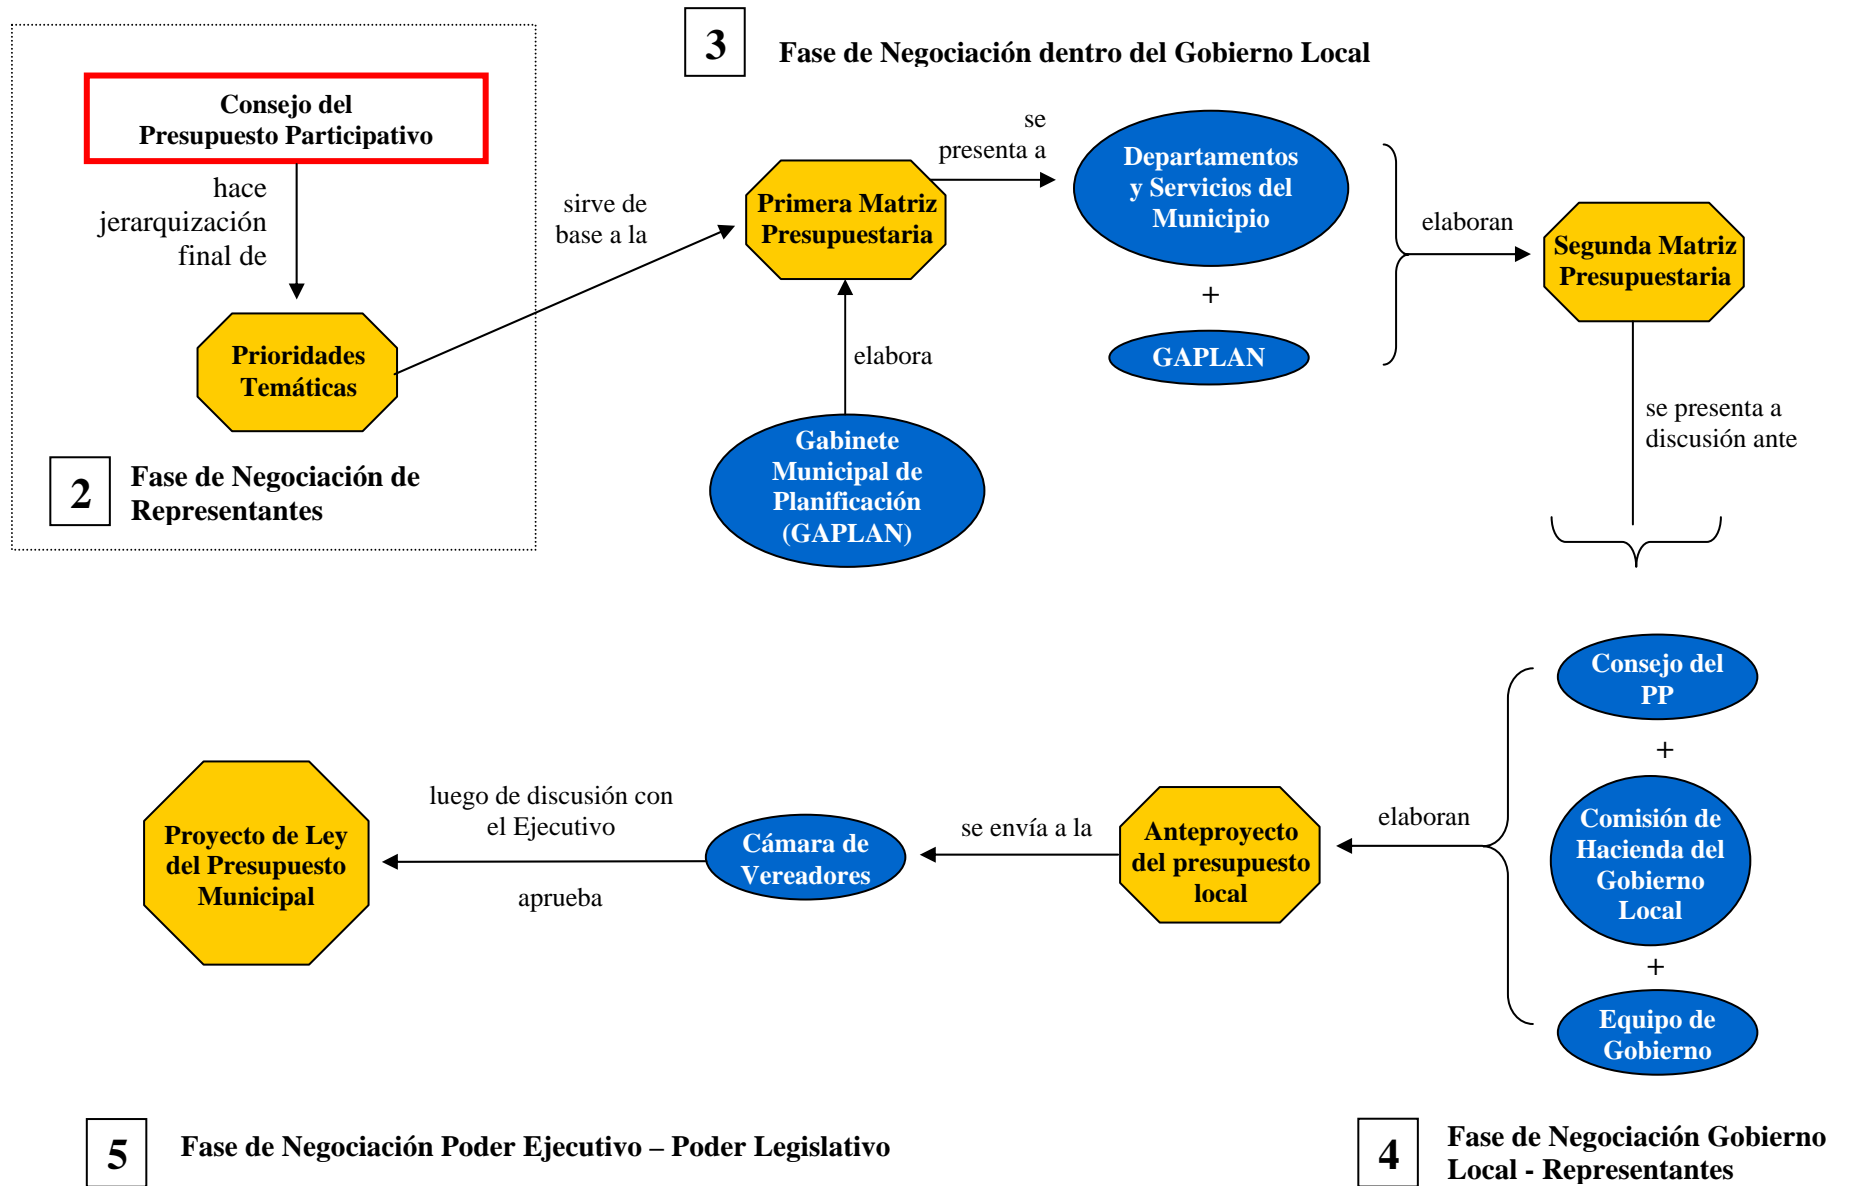 3
Fase de Negociación dentro del Gobierno Local
Consejo del
Presupuesto Participativo
hace
jerarquización
final de
Prioridades
Temáticas
2
Fase de Negociación de
Representantes
sirve de
base a la
Primera Matriz
Presupuestaria
elabora
Gabinete
Municipal de
Planificación
(GAPLAN)
se
presenta a
Departamentos
y Servicios del
Municipio
+
GAPLAN
elaboran
Segunda Matriz
Presupuestaria
se presenta a
discusión ante
Consejo del
PP
+
Comisión de
Hacienda del
Gobierno
Local
+
Equipo de
Gobierno
elaboran
Anteproyecto
del presupuesto
local
se envía a la
Cámara de
Vereadores
luego de discusión con
el Ejecutivo
aprueba
Proyecto de Ley
del Presupuesto
Municipal
5
Fase de Negociación Poder Ejecutivo – Poder Legislativo
4
Fase de Negociación Gobierno
Local - Representantes